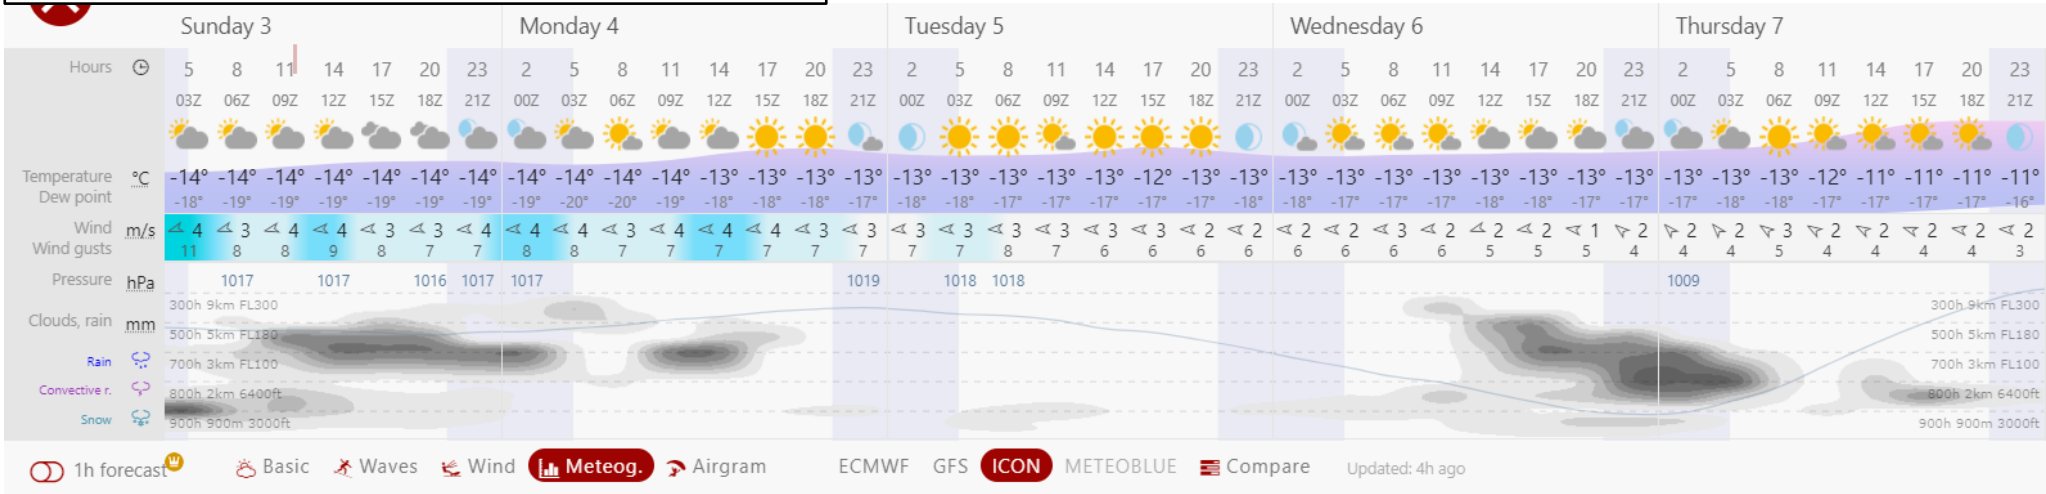 Sunday 3 Monday 4 Tuesday 5 Wednesday 6 Thursday 7
Hours 5 8 11 14 17 20 23 2 5 8 11 14 17 20 23 2 5 8 11 14 17 20 23 2 5 8 11 14 17 20 23 2 5 8 11 14 17 20 23
03Z 06Z 09Z 12Z 15Z 18Z 21Z 00Z 03Z 06Z 09Z 12Z 15Z 18Z 21Z 00Z 03Z 06Z 09Z 12Z 15Z 18Z 21Z 00Z 03Z 06Z 09Z 12Z 15Z 18Z 21Z 00Z 03Z 06Z 09Z 12Z 15Z 18Z 21Z
Temperature °C -14° -14° -14° -14° -14° -14° -14° -14° -14° -14° -14° -13° -13° -13° -13° -13° -13° -13° -13° -13° -12° -13° -13° -13° -13° -13° -13° -13° -13° -13° -13° -13° -13° -13° -12° -11° -11° -11° -11°
Dew point -18° -19° -19° -19° -19° -19° -19° -19° -20° -20° -19° -19° -18° -18° -17° -18° -18° -17° -17° -17° -17° -17° -18° -18° -18° -17° -17° -17° -17° -17° -17° -17° -17° -18° -17° -17° -17° -17° -16°
Wind m/s 4 3 4 4 3 3 4 4 4 3 3 4 4 3 3 3 3 3 3 3 3 2 2 2 2 3 2 2 2 1 2 2 2 3 2 2 2 2 2
Wind gusts 11 8 8 9 8 7 7 8 8 7 7 7 7 7 7 7 7 8 7 6 6 6 6 6 6 6 6 5 5 5 4 4 4 5 4 4 4 4 3
Pressure hPa 1017 1017 1016 1017 1017 1019 1018 1018 1009
300h 9km FL300 300h 9km FL300
Clouds, rain mm
500h 5km FL180 500h 5km FL180
Rain 700h 3km FL100 700h 3km FL100
Convective r. 800h 2km 6400ft 800h 2km 6400ft
Snow 900h 900m 3000ft 900h 900m 3000ft
1h forecast Basic Waves Wind Meteog. Airgram ECMWF GFS ICON METEOBLUE Compare Updated: 4h ago